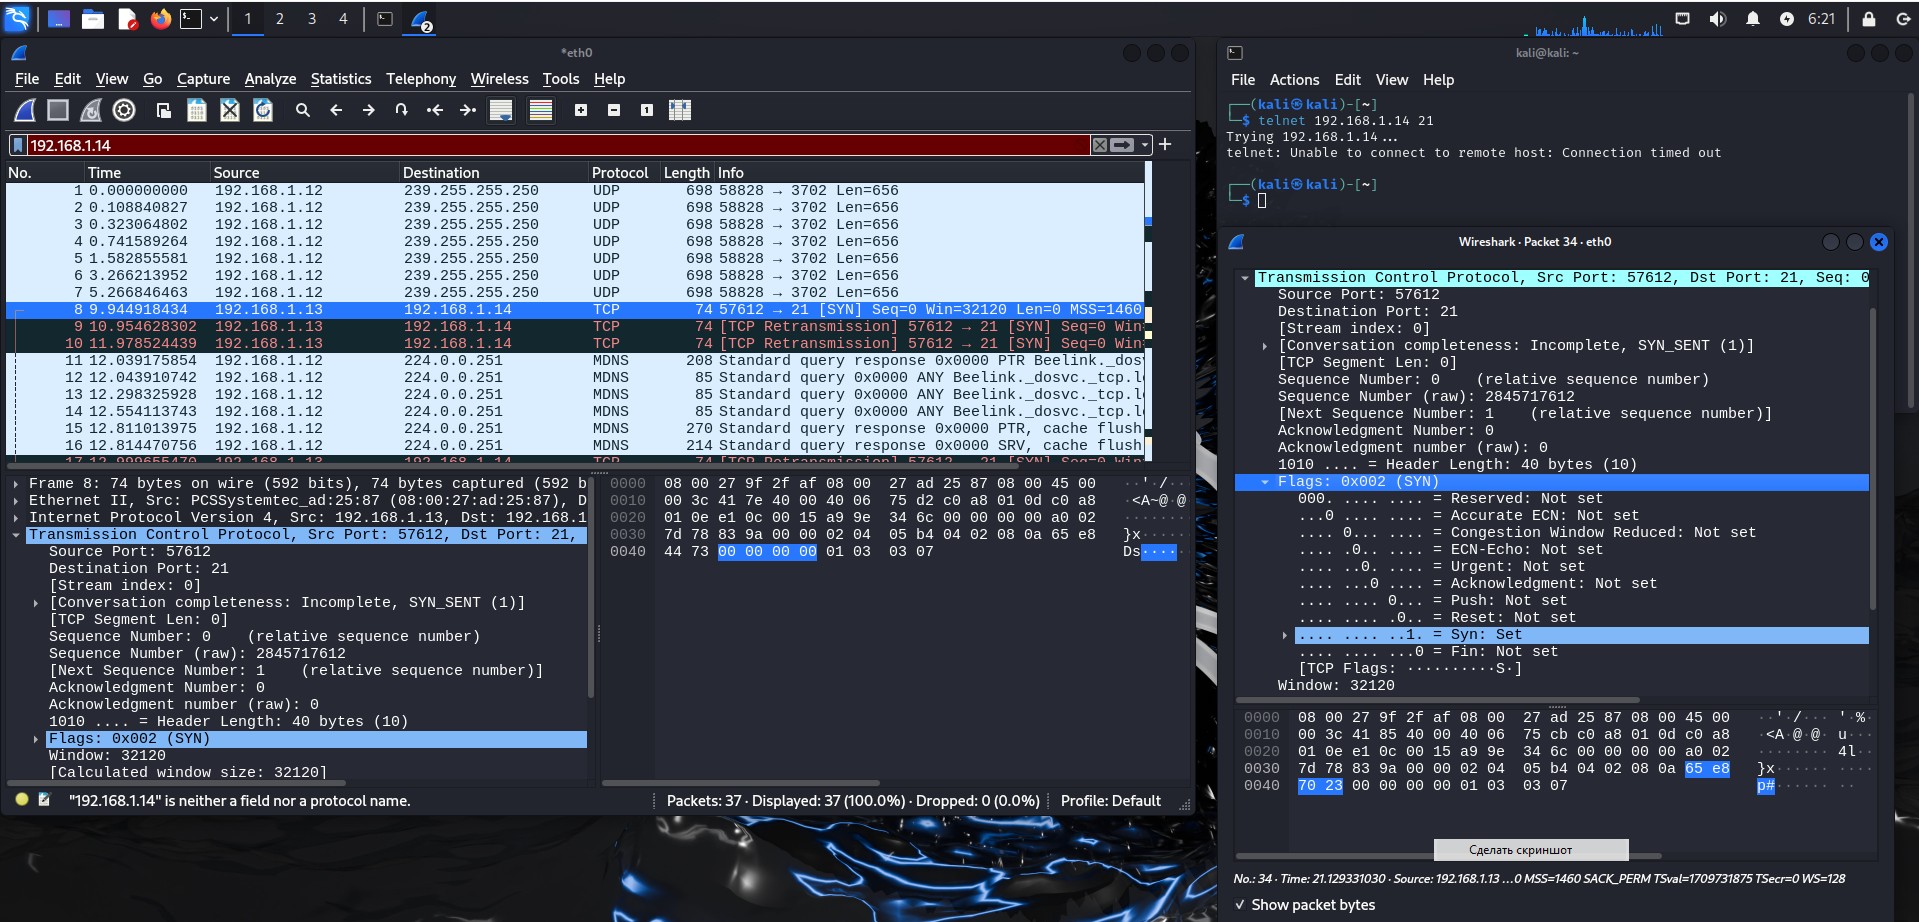 1 2 3 4
2
6:21
*eth0
File Edit View Go Capture Analyze Statistics Telephony Wireless Tools Help
192.168.1.14
No. Time Source Destination Protocol Length Info
1 0.000000000 192.168.1.12 239.255.255.250 UDP 698 58828 → 3702 Len=656
2 0.108840827 192.168.1.12 239.255.255.250 UDP 698 58828 → 3702 Len=656
3 0.323064802 192.168.1.12 239.255.255.250 UDP 698 58828 → 3702 Len=656
4 0.741589264 192.168.1.12 239.255.255.250 UDP 698 58828 → 3702 Len=656
5 1.582855581 192.168.1.12 239.255.255.250 UDP 698 58828 → 3702 Len=656
6 3.266213952 192.168.1.12 239.255.255.250 UDP 698 58828 → 3702 Len=656
7 5.266846463 192.168.1.12 239.255.255.250 UDP 698 58828 → 3702 Len=656
8 9.944918434 192.168.1.13 192.168.1.14 TCP 74 57612 → 21 [SYN] Seq=0 Win=32120 Len=0 MSS=1460
9 10.954628302 192.168.1.13 192.168.1.14 TCP 74 [TCP Retransmission] 57612 → 21 [SYN] Seq=0 Win=
10 11.978524439 192.168.1.13 192.168.1.14 TCP 74 [TCP Retransmission] 57612 → 21 [SYN] Seq=0 Win=
11 12.039175854 192.168.1.12 224.0.0.251 MDNS 208 Standard query response 0x0000 PTR Beelink._dosv
12 12.043910742 192.168.1.12 224.0.0.251 MDNS 85 Standard query 0x0000 ANY Beelink._dosvc._tcp.l
13 12.298325928 192.168.1.12 224.0.0.251 MDNS 85 Standard query 0x0000 ANY Beelink._dosvc._tcp.l
14 12.554113743 192.168.1.12 224.0.0.251 MDNS 85 Standard query 0x0000 ANY Beelink._dosvc._tcp.l
15 12.811013975 192.168.1.12 224.0.0.251 MDNS 270 Standard query response 0x0000 PTR, cache flush
16 12.814470756 192.168.1.12 224.0.0.251 MDNS 214 Standard query response 0x0000 SRV, cache flush
17 12.999655470 192.168.1.13 192.168.1.14 TCP 74 [TCP Retransmission] 57612 → 21 [SYN] Seq=0 Win=
Frame 8: 74 bytes on wire (592 bits), 74 bytes captured (592 b
Ethernet II, Src: PCSSystemtec_ad:25:87 (08:00:27:ad:25:87), D
Internet Protocol Version 4, Src: 192.168.1.13, Dst: 192.168.1
Transmission Control Protocol, Src Port: 57612, Dst Port: 21,
Source Port: 57612
Destination Port: 21
[Stream index: 0]
[Conversation completeness: Incomplete, SYN_SENT (1)]
[TCP Segment Len: 0]
Sequence Number: 0 (relative sequence number)
Sequence Number (raw): 2845717612
[Next Sequence Number: 1 (relative sequence number)]
Acknowledgment Number: 0
Acknowledgment number (raw): 0
1010 .... = Header Length: 40 bytes (10)
Flags: 0x002 (SYN)
Window: 32120
[Calculated window size: 32120]
0000 08 00 27 9f 2f af 08 00 27 ad 25 87 08 00 45 00 ··'·/···
0010 00 3c 41 7e 40 00 40 06 75 d2 c0 a8 01 0d c0 a8 ·<A~@·@·
0020 01 0e e1 0c 00 15 a9 9e 34 6c 00 00 00 00 a0 02 ········
0030 7d 78 83 9a 00 00 02 04 05 b4 04 02 08 0a 65 e8 }x······
0040 44 73 00 00 00 00 01 03 03 07 Ds······
"192.168.1.14" is neither a field nor a protocol name.
Packets: 37 · Displayed: 37 (100.0%) · Dropped: 0 (0.0%)
Profile: Default
kali@kali: ~
File Actions Edit View Help
┌──(kali㉿kali)-[~]
└─$ telnet 192.168.1.14 21
Trying 192.168.1.14...
telnet: Unable to connect to remote host: Connection timed out
┌──(kali㉿kali)-[~]
└─$
Wireshark · Packet 34 · eth0
Transmission Control Protocol, Src Port: 57612, Dst Port: 21, Seq: 0
Source Port: 57612
Destination Port: 21
[Stream index: 0]
[Conversation completeness: Incomplete, SYN_SENT (1)]
[TCP Segment Len: 0]
Sequence Number: 0 (relative sequence number)
Sequence Number (raw): 2845717612
[Next Sequence Number: 1 (relative sequence number)]
Acknowledgment Number: 0
Acknowledgment number (raw): 0
1010 .... = Header Length: 40 bytes (10)
Flags: 0x002 (SYN)
000. .... .... = Reserved: Not set
...0 .... .... = Accurate ECN: Not set
.... 0... .... = Congestion Window Reduced: Not set
.... .0.. .... = ECN-Echo: Not set
.... ..0. .... = Urgent: Not set
.... ...0 .... = Acknowledgment: Not set
.... .... 0... = Push: Not set
.... .... .0.. = Reset: Not set
.... .... ..1. = Syn: Set
.... .... ...0 = Fin: Not set
[TCP Flags: ··········S·]
Window: 32120
0000 08 00 27 9f 2f af 08 00 27 ad 25 87 08 00 45 00 ··'·/··· '·%·
0010 00 3c 41 85 40 00 40 06 75 cb c0 a8 01 0d c0 a8 ·<A·@·@· u···
0020 01 0e e1 0c 00 15 a9 9e 34 6c 00 00 00 00 a0 02 ········ 4l··
0030 7d 78 83 9a 00 00 02 04 05 b4 04 02 08 0a 65 e8 }x······ ····
0040 70 23 00 00 00 00 01 03 03 07 p#······ ··
Сделать скриншот
No.: 34 · Time: 21.129331030 · Source: 192.168.1.13 ...0 MSS=1460 SACK_PERM TSval=1709731875 TSecr=0 WS=128
Show packet bytes